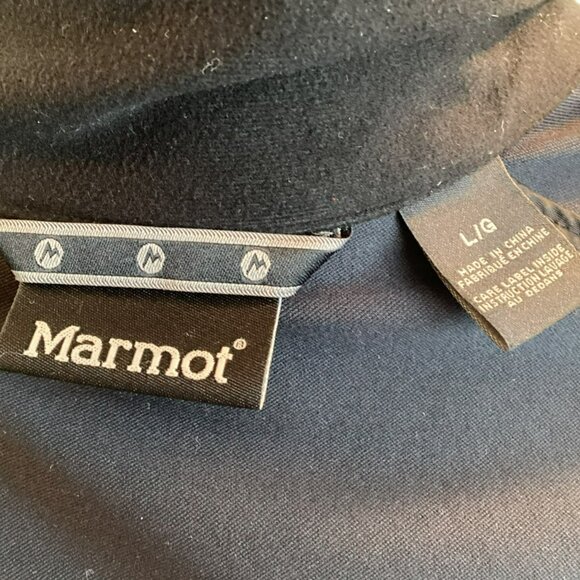 Marmot®
L/G
MADE IN CHINA
FABRIQUÉ EN CHINE
CARE LABEL INSIDE
INSTRUCTION LAVAGE
AU DEDANS